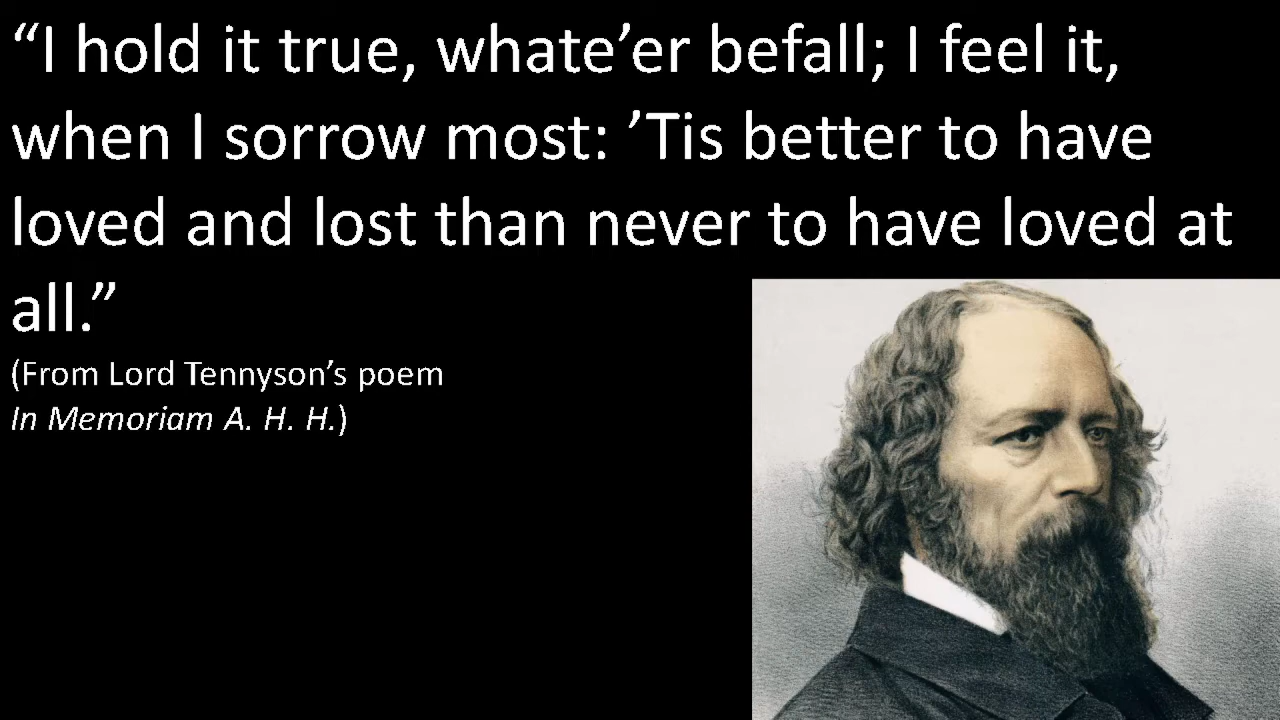 “I hold it true, whate’er befall; I feel it,
when I sorrow most: ’Tis better to have
loved and lost than never to have loved at
all.”
(From Lord Tennyson’s poem
In Memoriam A. H. H.)